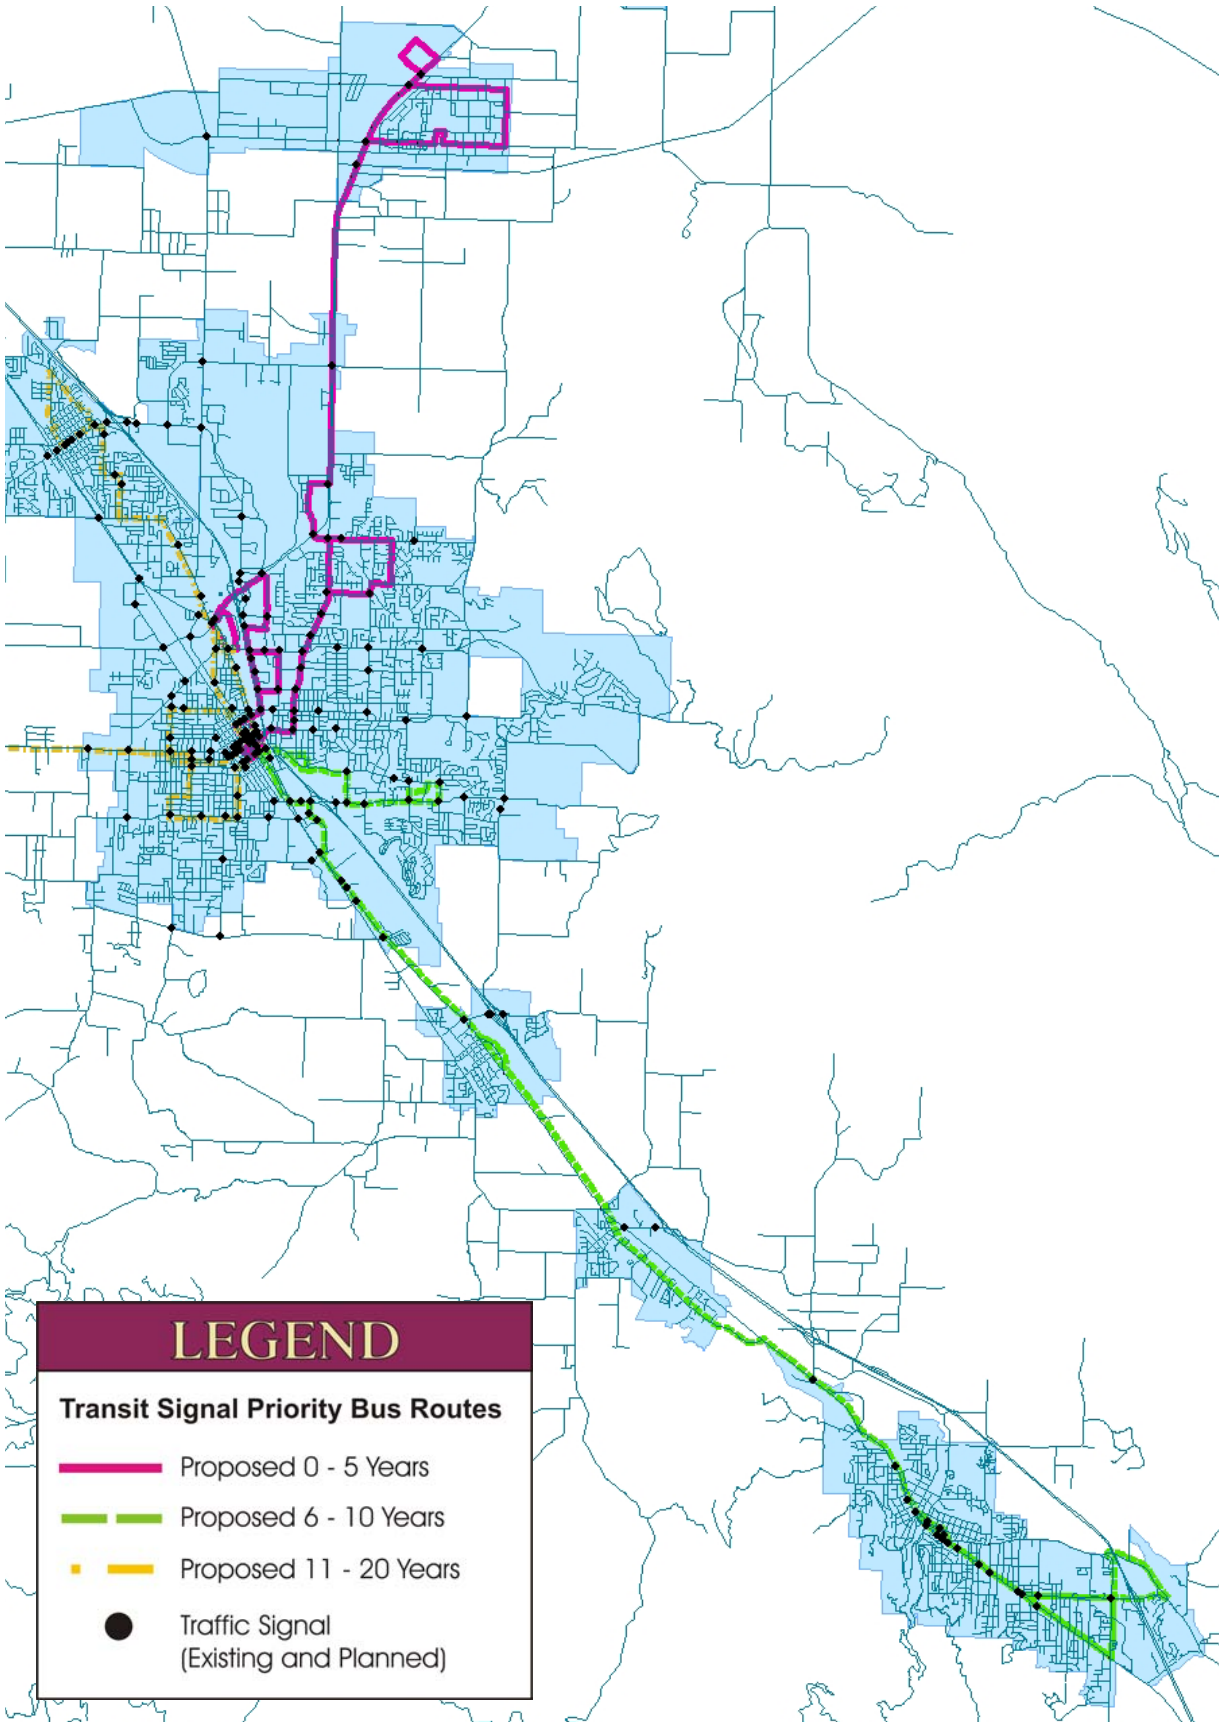 LEGEND
Transit Signal Priority Bus Routes
Proposed 0 - 5 Years
Proposed 6 - 10 Years
Proposed 11 - 20 Years
Traffic Signal
(Existing and Planned)